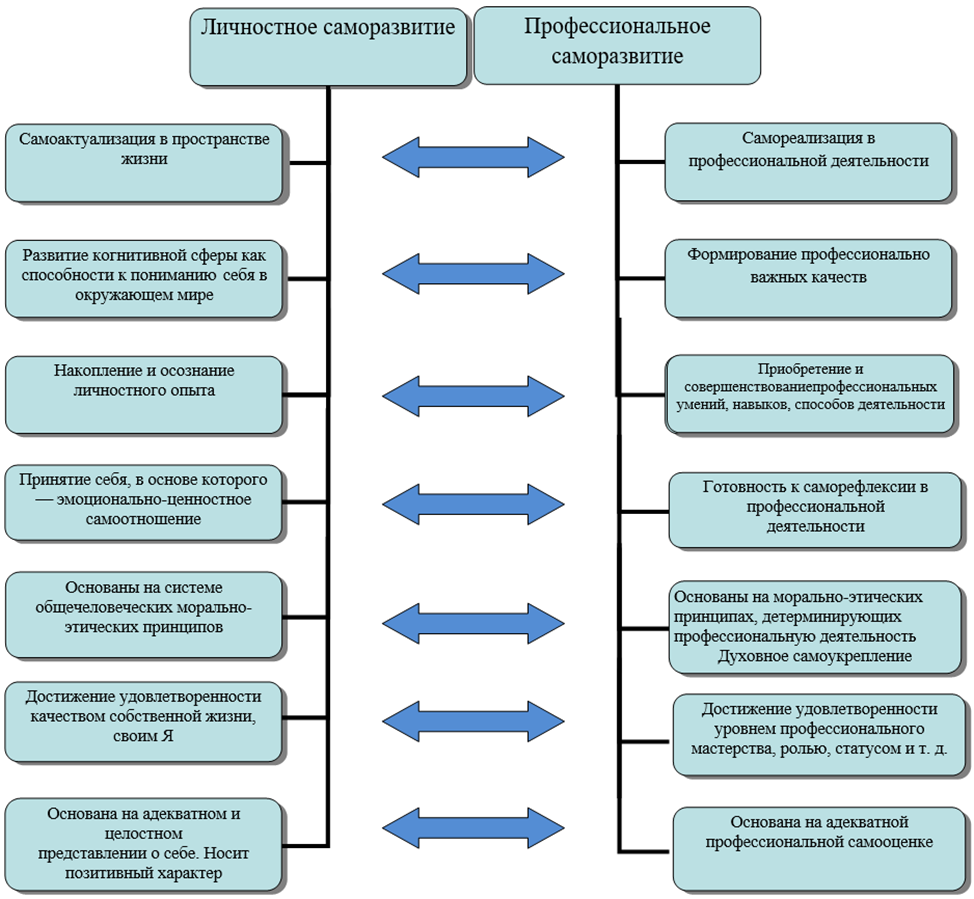 Личностное саморазвитие
Профессиональное
саморазвитие
Самоактуализация в пространстве
жизни
Самореализация в
профессиональной деятельности
Развитие когнитивной сферы как
способности к пониманию себя в
окружающем мире
Формирование профессионально
важных качеств
Накопление и осознание
личностного опыта
Приобретение и
совершенствованиепрофессиональных
умений, навыков, способов деятельности
Принятие себя, в основе которого
— эмоционально-ценностное
самоотношение
Готовность к саморефлексии в
профессиональной
деятельности
Основаны на системе
общечеловеческих морально-
этических принципов
Основаны на морально-этических
принципах, детерминирующих
профессиональную деятельность
Духовное самоукрепление
Достижение удовлетворенности
качеством собственной жизни,
своим Я
Достижение удовлетворенности
уровнем профессионального
мастерства, ролью, статусом и т. д.
Основана на адекватном и
целостном
представлении о себе. Носит
позитивный характер
Основана на адекватной
профессиональной самооценке